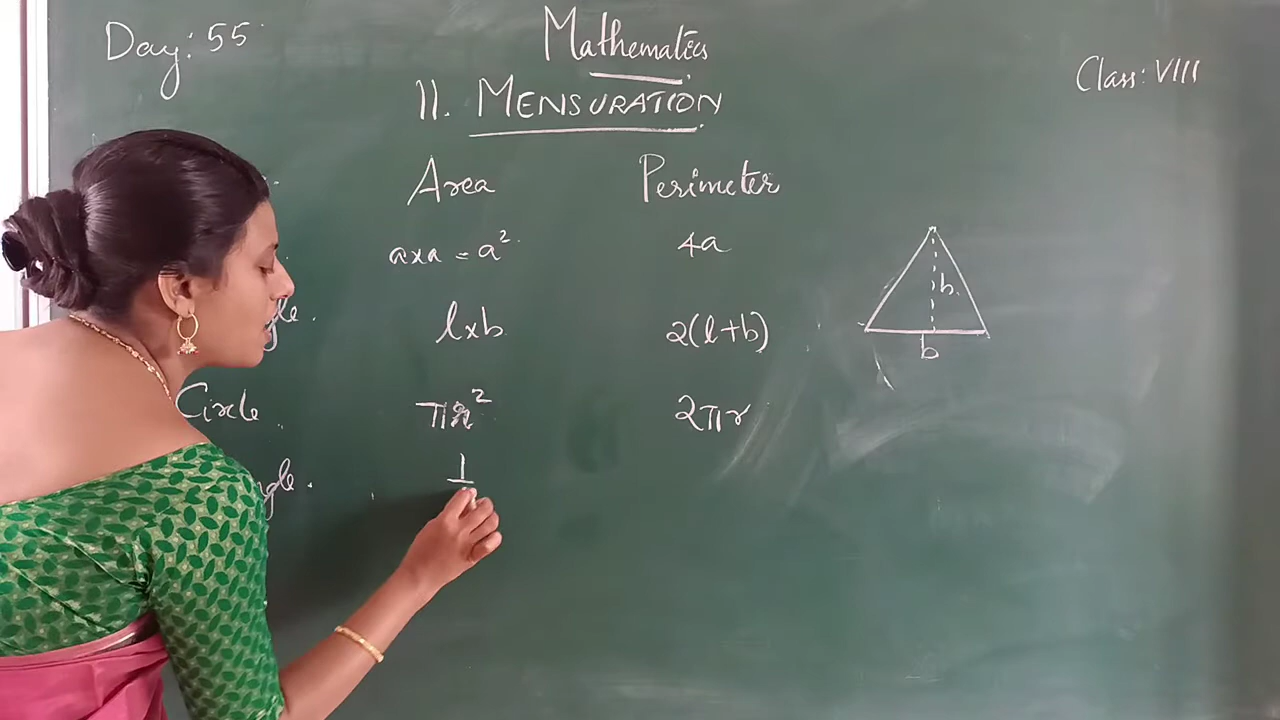 Day: 55
Mathematics
Class: VIII
11. MENSURATION
Area Perimeter
a×a = a². 4a
l×b 2(l+b)
Circle πr² 2πr
1
h
b